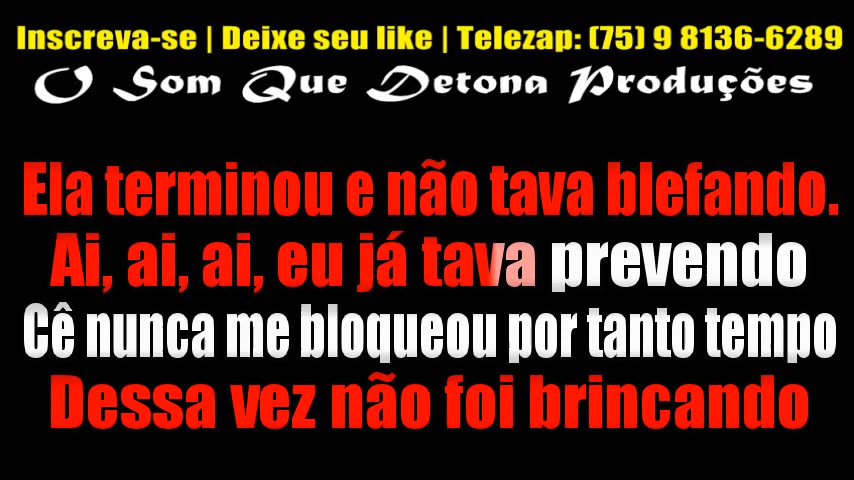 Inscreva-se | Deixe seu like | Telezap: (75) 9 8136-6289
O Som Que Detona Produções
Ela terminou e não tava blefando.
Ai, ai, ai, eu já tava prevendo
Cê nunca me bloqueou por tanto tempo
Dessa vez não foi brincando